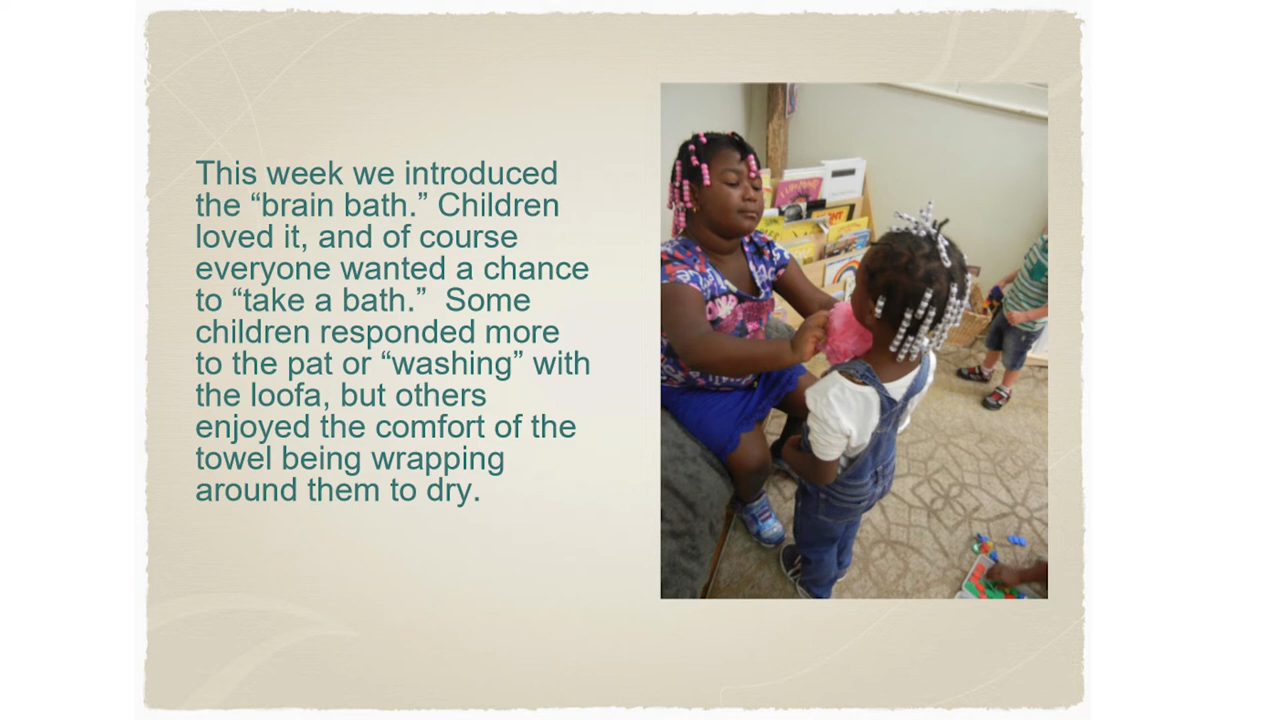 This week we introduced
the “brain bath.” Children
loved it, and of course
everyone wanted a chance
to “take a bath.”  Some
children responded more
to the pat or “washing” with
the loofa, but others
enjoyed the comfort of the
towel being wrapping
around them to dry.